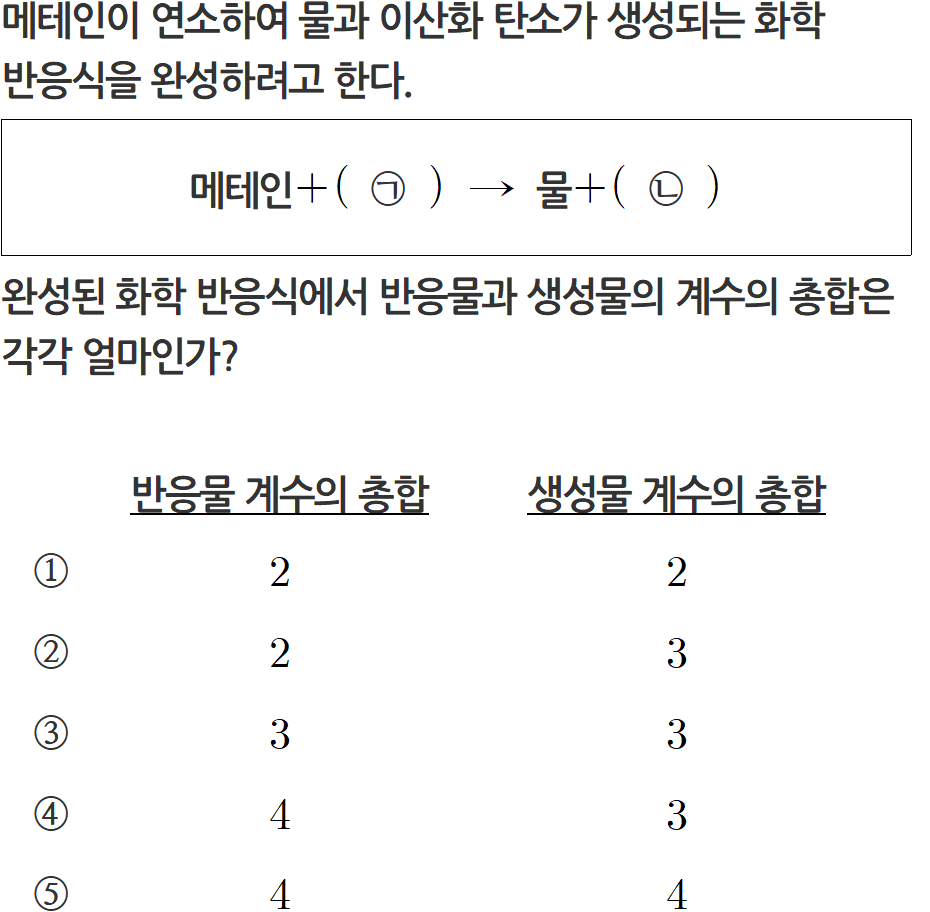 메테인이 연소하여 물과 이산화 탄소가 생성되는 화학
반응식을 완성하려고 한다.
메테인+( ㉠ ) → 물+( ㉡ )
완성된 화학 반응식에서 반응물과 생성물의 계수의 총합은
각각 얼마인가?
반응물 계수의 총합 생성물 계수의 총합
① 2 2
② 2 3
③ 3 3
④ 4 3
⑤ 4 4